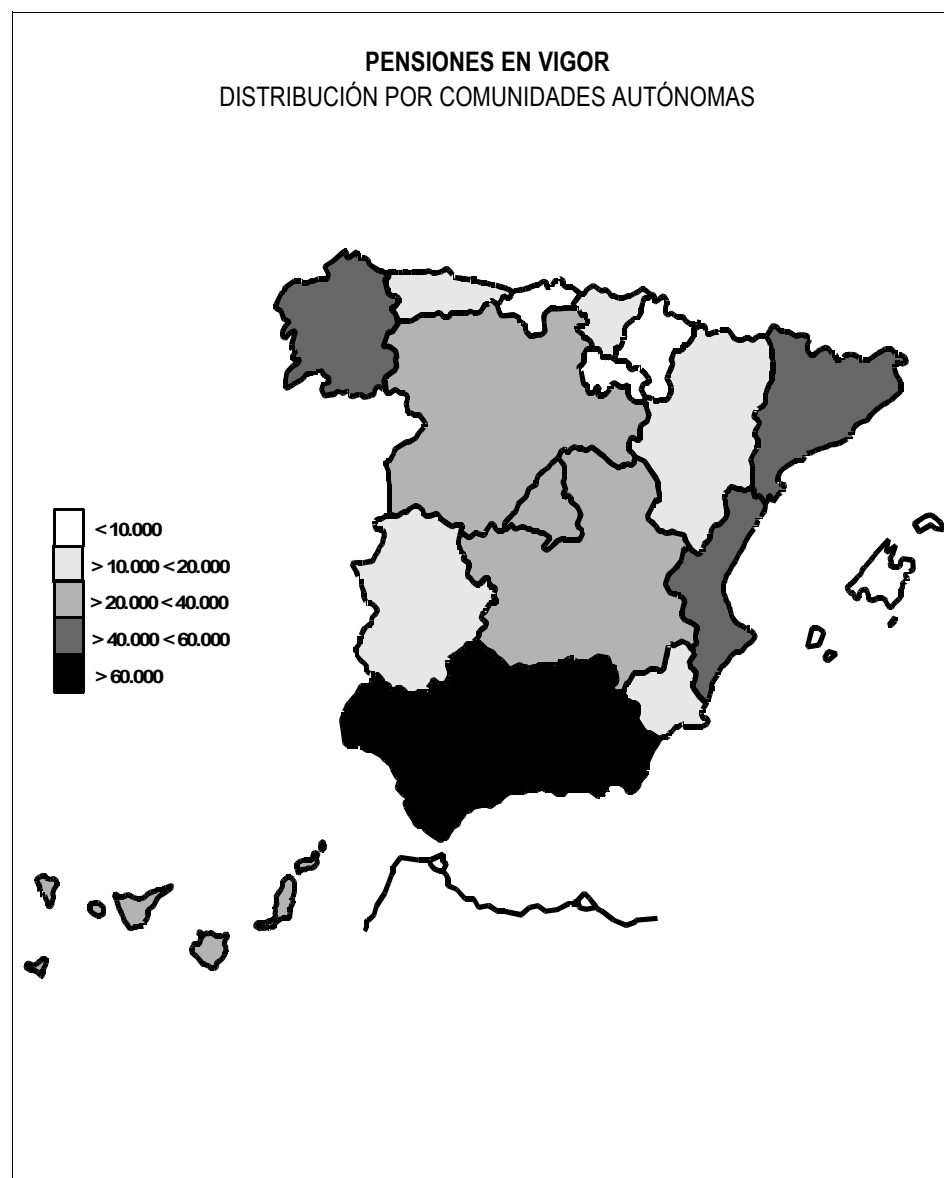 PENSIONES EN VIGOR
DISTRIBUCIÓN POR COMUNIDADES AUTÓNOMAS
< 10.000
> 10.000 < 20.000
> 20.000 < 40.000
> 40.000 < 60.000
> 60.000